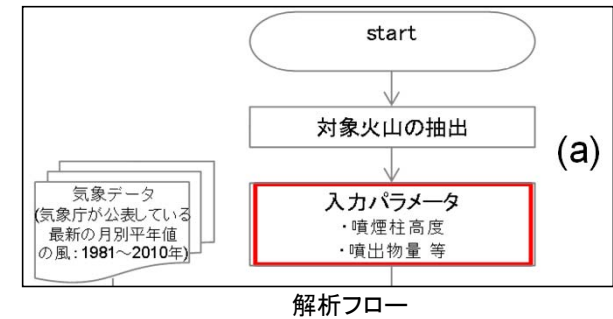 start
対象火山の抽出
(a)
入力パラメータ
・噴煙柱高度
・噴出物量 等
気象データ
(気象庁が公表している
最新の月別平年値
の風：1981～2010年)
解析フロー